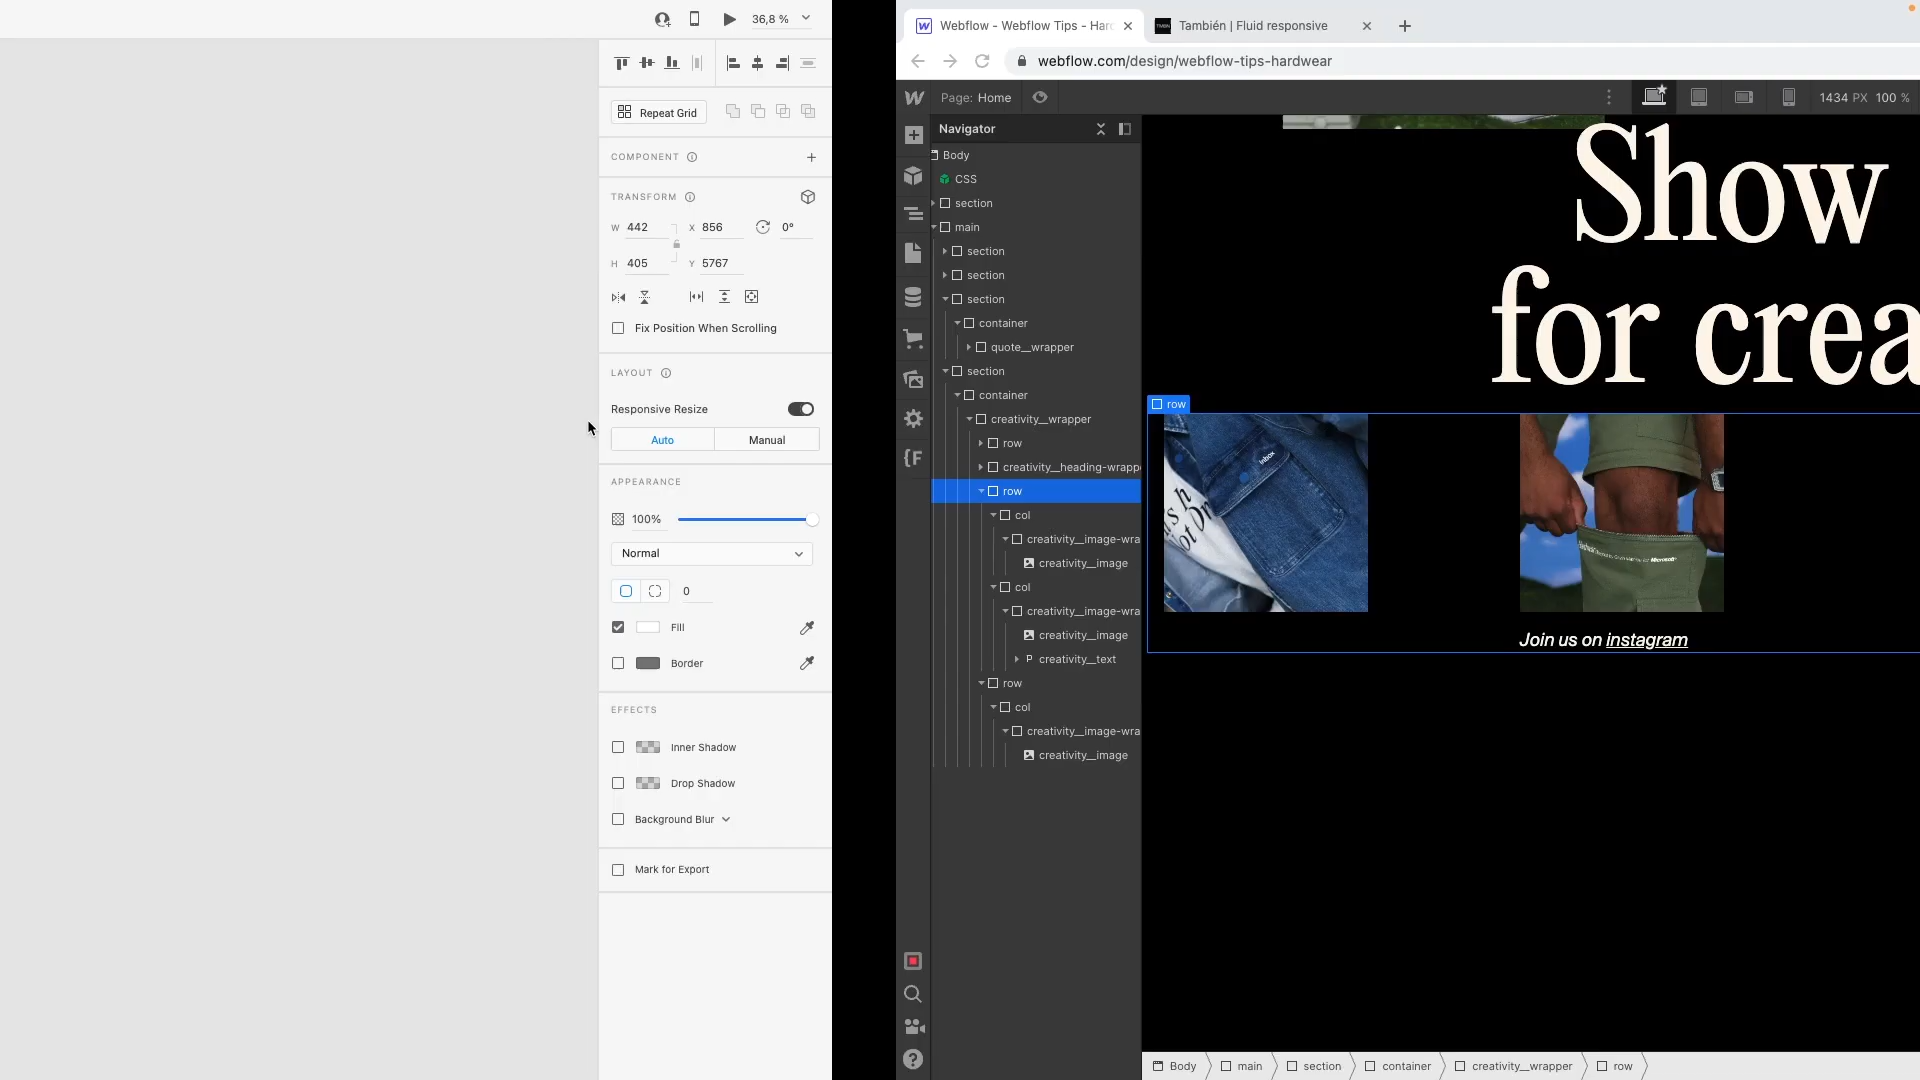 36,8 %
Repeat Grid
COMPONENT
TRANSFORM
W 442 X 856 0°
H 405 Y 5767
Fix Position When Scrolling
LAYOUT
Responsive Resize
Auto Manual
APPEARANCE
100%
Normal
0
Fill
Border
EFFECTS
Inner Shadow
Drop Shadow
Background Blur
Mark for Export
Webflow - Webflow Tips - Har
También | Fluid responsive
webflow.com/design/webflow-tips-hardwear
Page: Home
1434 PX 100 %
Navigator
Body
CSS
section
main
section
section
section
container
quote__wrapper
section
container
creativity__wrapper
row
creativity__heading-wrappe
row
col
creativity__image-wra
creativity__image
col
creativity__image-wra
creativity__image
creativity__text
row
col
creativity__image-wra
creativity__image
Show
for crea
row
inbox
Microsoft
Join us on instagram
Body main section container creativity__wrapper row